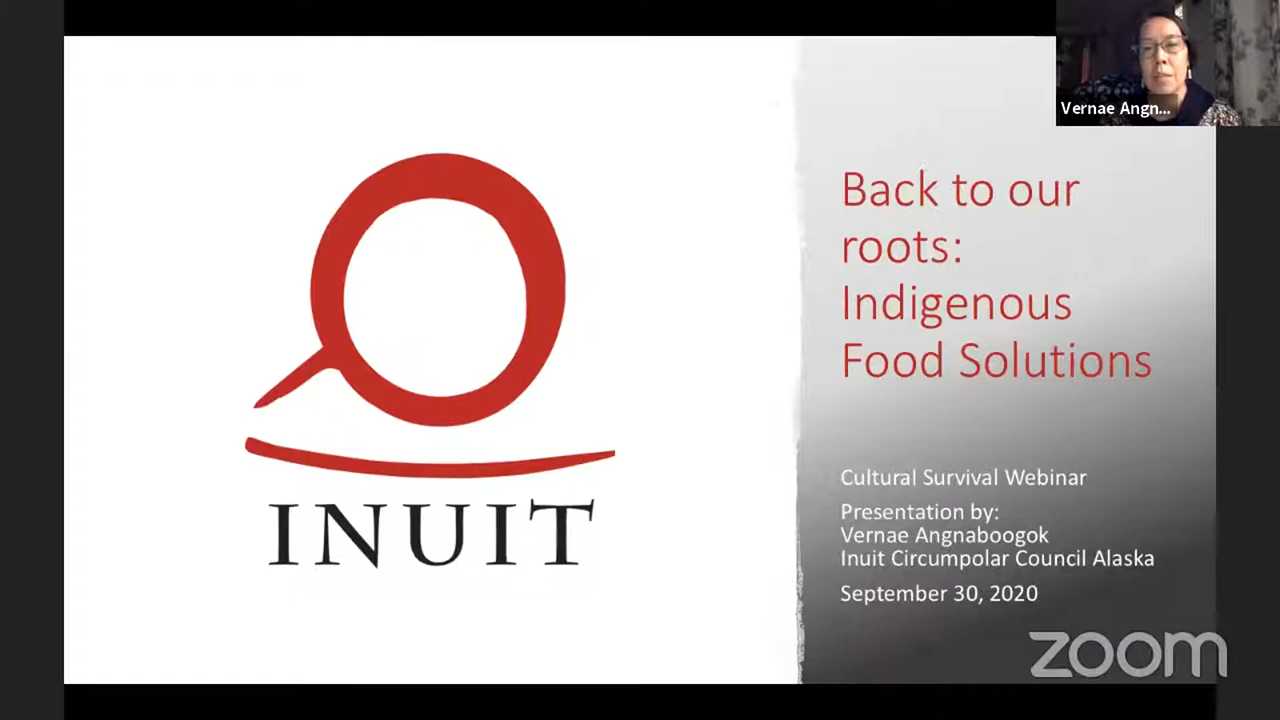 Vernae Angn...
INUIT
Back to our
roots:
Indigenous
Food Solutions
Cultural Survival Webinar
Presentation by:
Vernae Angnaboogok
Inuit Circumpolar Council Alaska
September 30, 2020
zoom